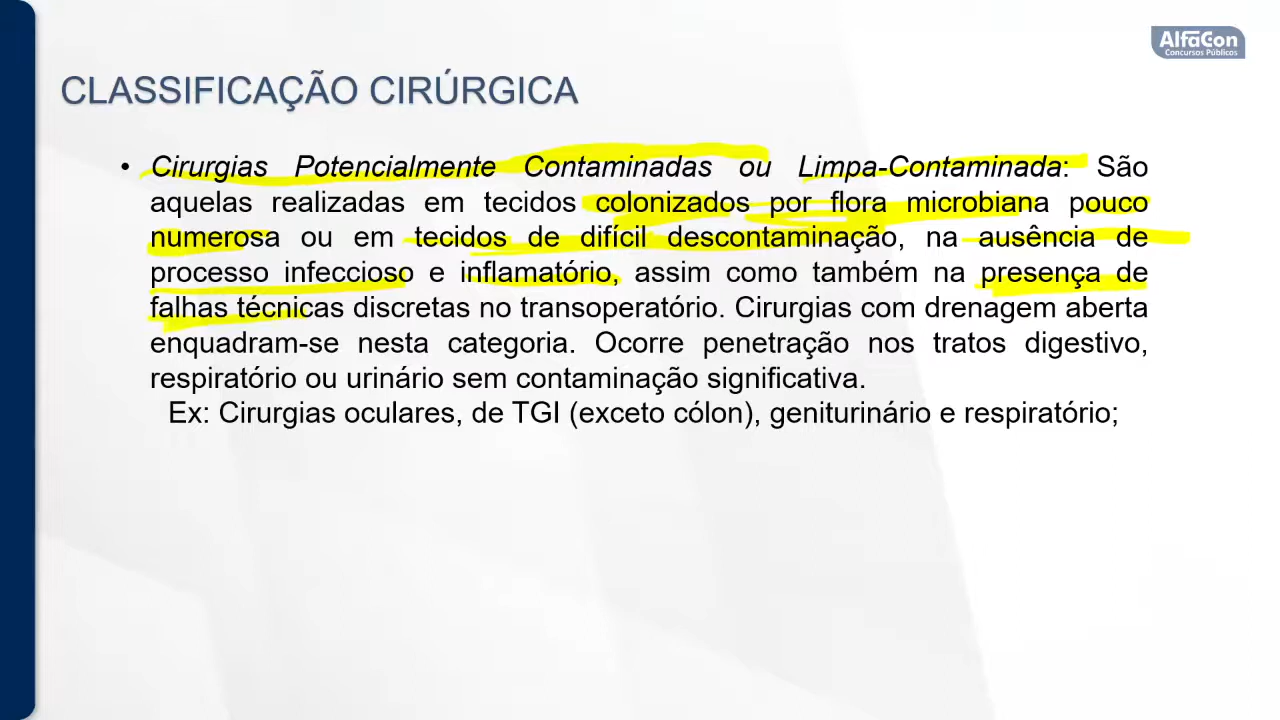 AlfaCon
Concursos Públicos
CLASSIFICAÇÃO CIRÚRGICA
• Cirurgias Potencialmente Contaminadas ou Limpa-Contaminada: São
aquelas realizadas em tecidos colonizados por flora microbiana pouco
numerosa ou em tecidos de difícil descontaminação, na ausência de
processo infeccioso e inflamatório, assim como também na presença de
falhas técnicas discretas no transoperatório. Cirurgias com drenagem aberta
enquadram-se nesta categoria. Ocorre penetração nos tratos digestivo,
respiratório ou urinário sem contaminação significativa.
Ex: Cirurgias oculares, de TGI (exceto cólon), geniturinário e respiratório;